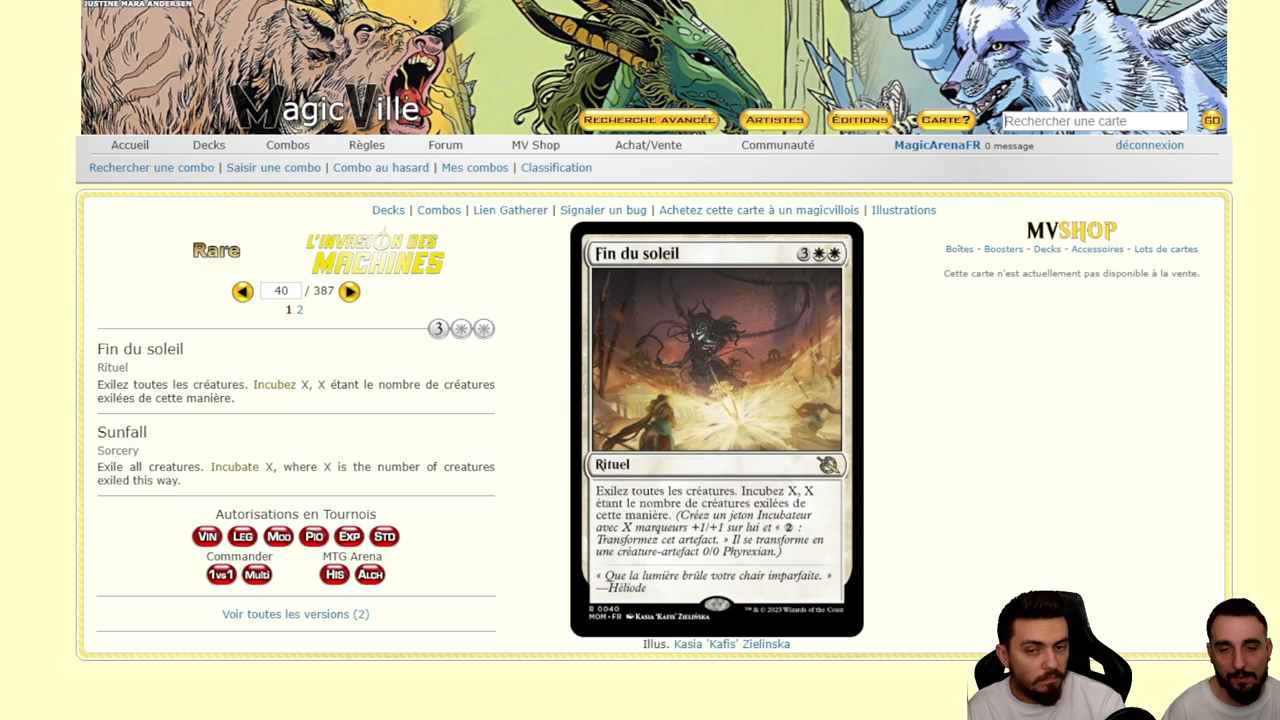 JUSTINE MARA ANDERSEN
MagicVille
RECHERCHE AVANCÉE ARTISTES ÉDITIONS CARTE? Rechercher une carte GO
Accueil Decks Combos Règles Forum MV Shop Achat/Vente Communauté MagicArenaFR 0 message déconnexion
Rechercher une combo | Saisir une combo | Combo au hasard | Mes combos | Classification
Decks | Combos | Lien Gatherer | Signaler un bug | Achetez cette carte à un magicvillois | Illustrations
Rare
L'INVASION DES
MACHINES
40 / 387
1 2
3
Fin du soleil
Rituel
Exilez toutes les créatures. Incubez X, X étant le nombre de créatures
exilées de cette manière.
Sunfall
Sorcery
Exile all creatures. Incubate X, where X is the number of creatures
exiled this way.
Autorisations en Tournois
VIN LEG MOD PIO EXP STD
Commander MTG Arena
1VS1 MULTI HIS ALCH
Voir toutes les versions (2)
Fin du soleil 3
Rituel
Exilez toutes les créatures. Incubez X, X
étant le nombre de créatures exilées de
cette manière. (Créez un jeton Incubateur
avec X marqueurs +1/+1 sur lui et « 2 :
Transformez cet artefact. » Il se transforme en
une créature-artefact 0/0 Phyrexian.)
« Que la lumière brûle votre chair imparfaite. »
—Héliode
R 0040
MOM • FR KASIA 'KAFIS' ZIELIŃSKA
™ & © 2023 Wizards of the Coast
Illus. Kasia 'Kafis' Zielinska
MVSHOP
Boîtes - Boosters - Decks - Accessoires - Lots de cartes
Cette carte n'est actuellement pas disponible à la vente.